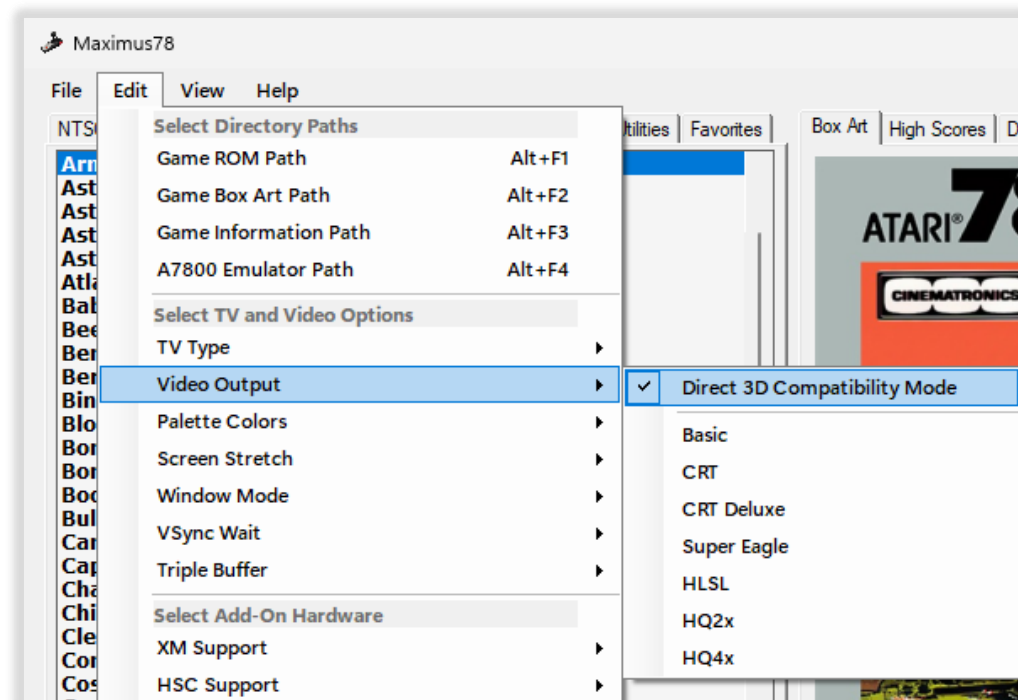 Maximus78
File Edit View Help
Select Directory Paths
Favorites
Box Art
High Scores
Game ROM Path Alt+F1
Game Box Art Path Alt+F2
Game Information Path Alt+F3
A7800 Emulator Path Alt+F4
Select TV and Video Options
TV Type
Video Output
Palette Colors
Screen Stretch
Window Mode
VSync Wait
Triple Buffer
Select Add-On Hardware
XM Support
HSC Support
Direct 3D Compatibility Mode
Basic
CRT
CRT Deluxe
Super Eagle
HLSL
HQ2x
HQ4x
ATARI® 78
CINEMATRONICS